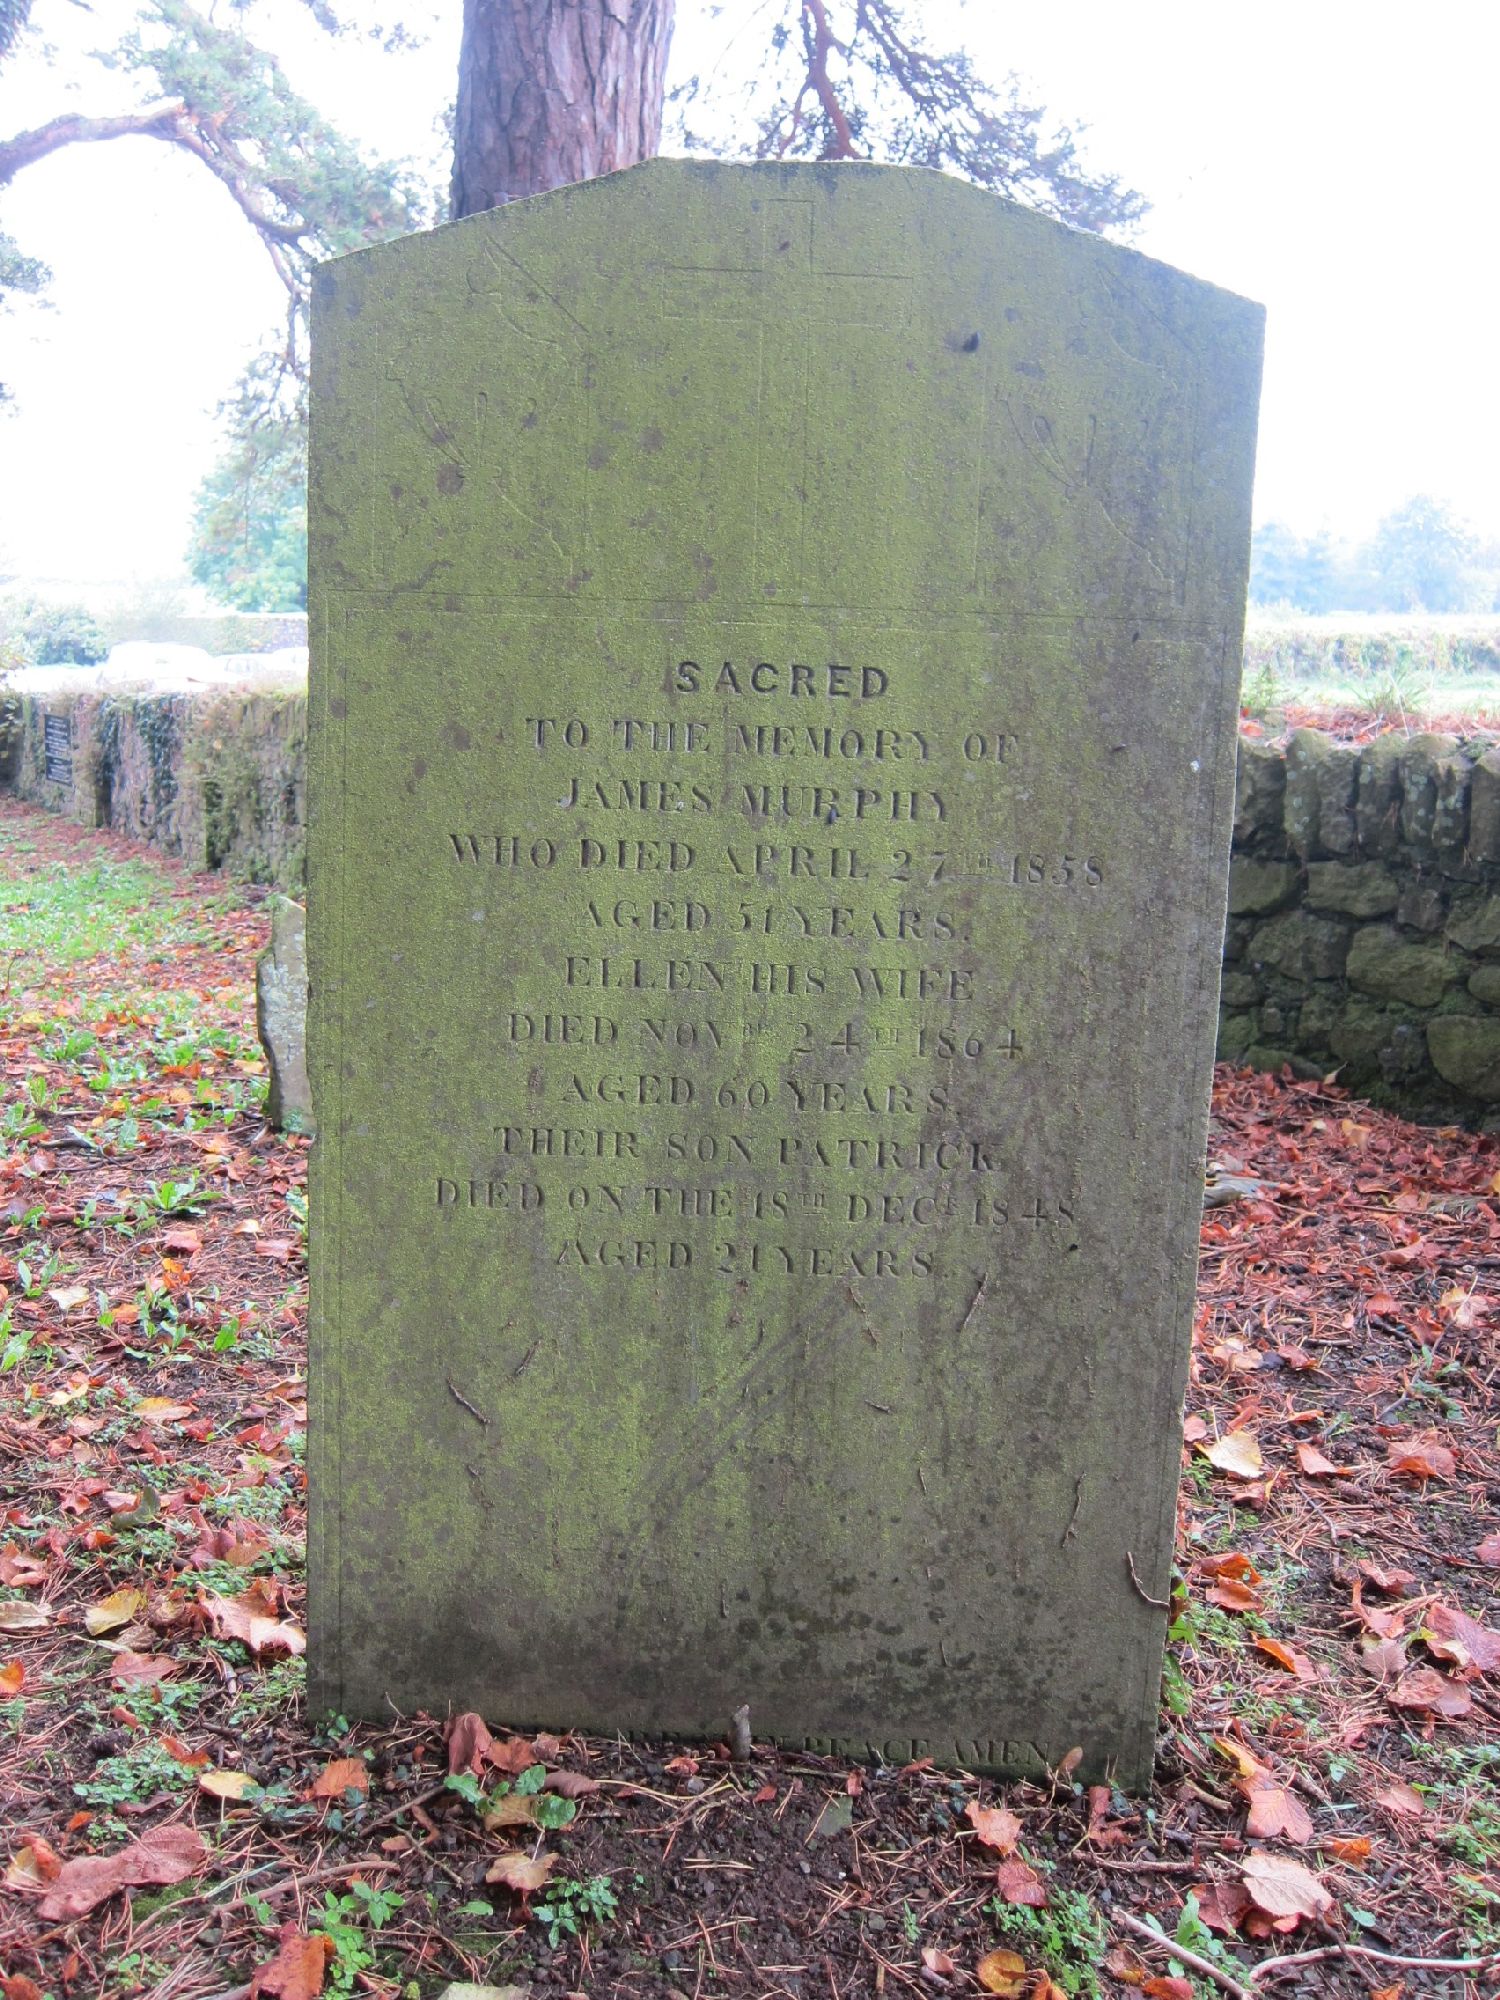 SACRED
TO THE MEMORY OF
JAMES MURPHY
WHO DIED APRIL 27TH 1858
AGED 51 YEARS.
ELLEN HIS WIFE
DIED NOVBR 24TH 1864
AGED 60 YEARS.
THEIR SON PATRICK
DIED ON THE 18TH DECR 1848
AGED 21 YEARS.
PEACE AMEN